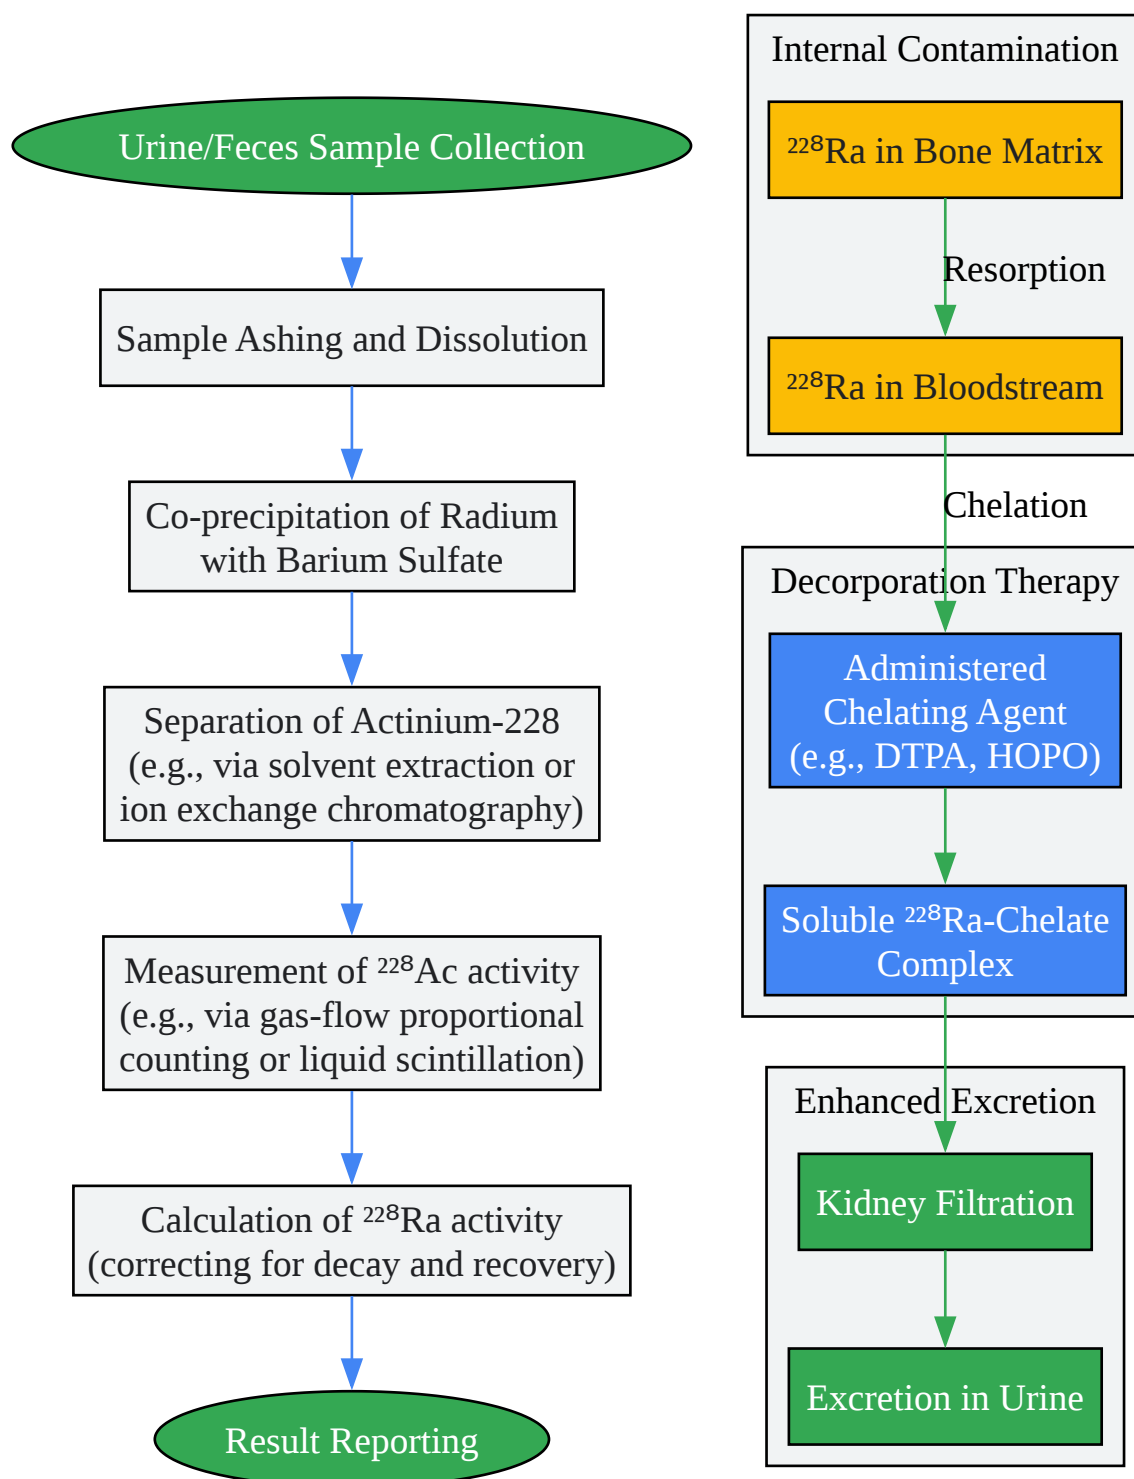 Urine/Feces Sample Collection
Sample Ashing and Dissolution
Co-precipitation of Radium
with Barium Sulfate
Separation of Actinium-228
(e.g., via solvent extraction or
ion exchange chromatography)
Measurement of ²²⁸Ac activity
(e.g., via gas-flow proportional
counting or liquid scintillation)
Calculation of ²²⁸Ra activity
(correcting for decay and recovery)
Result Reporting
Internal Contamination
²²⁸Ra in Bone Matrix
Resorption
²²⁸Ra in Bloodstream
Chelation
Decorporation Therapy
Administered
Chelating Agent
(e.g., DTPA, HOPO)
Soluble ²²⁸Ra-Chelate
Complex
Enhanced Excretion
Kidney Filtration
Excretion in Urine